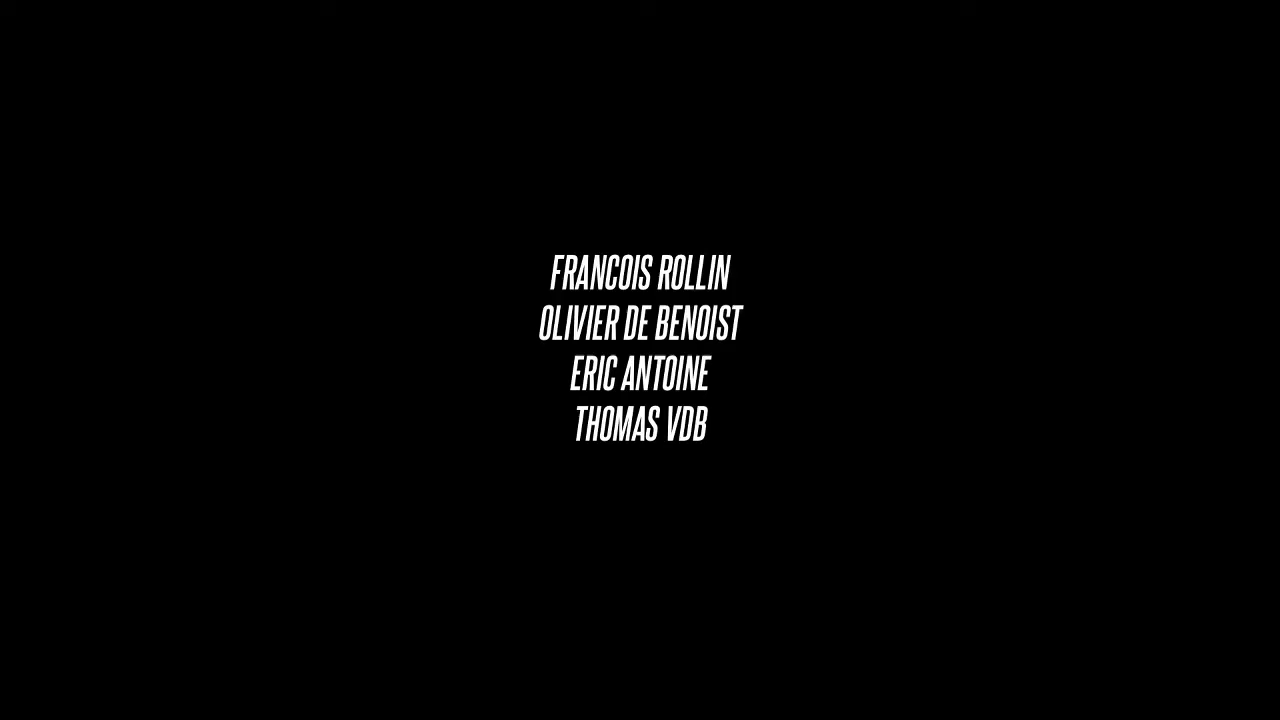 FRANCOIS ROLLIN
OLIVIER DE BENOIST
ERIC ANTOINE
THOMAS VDB